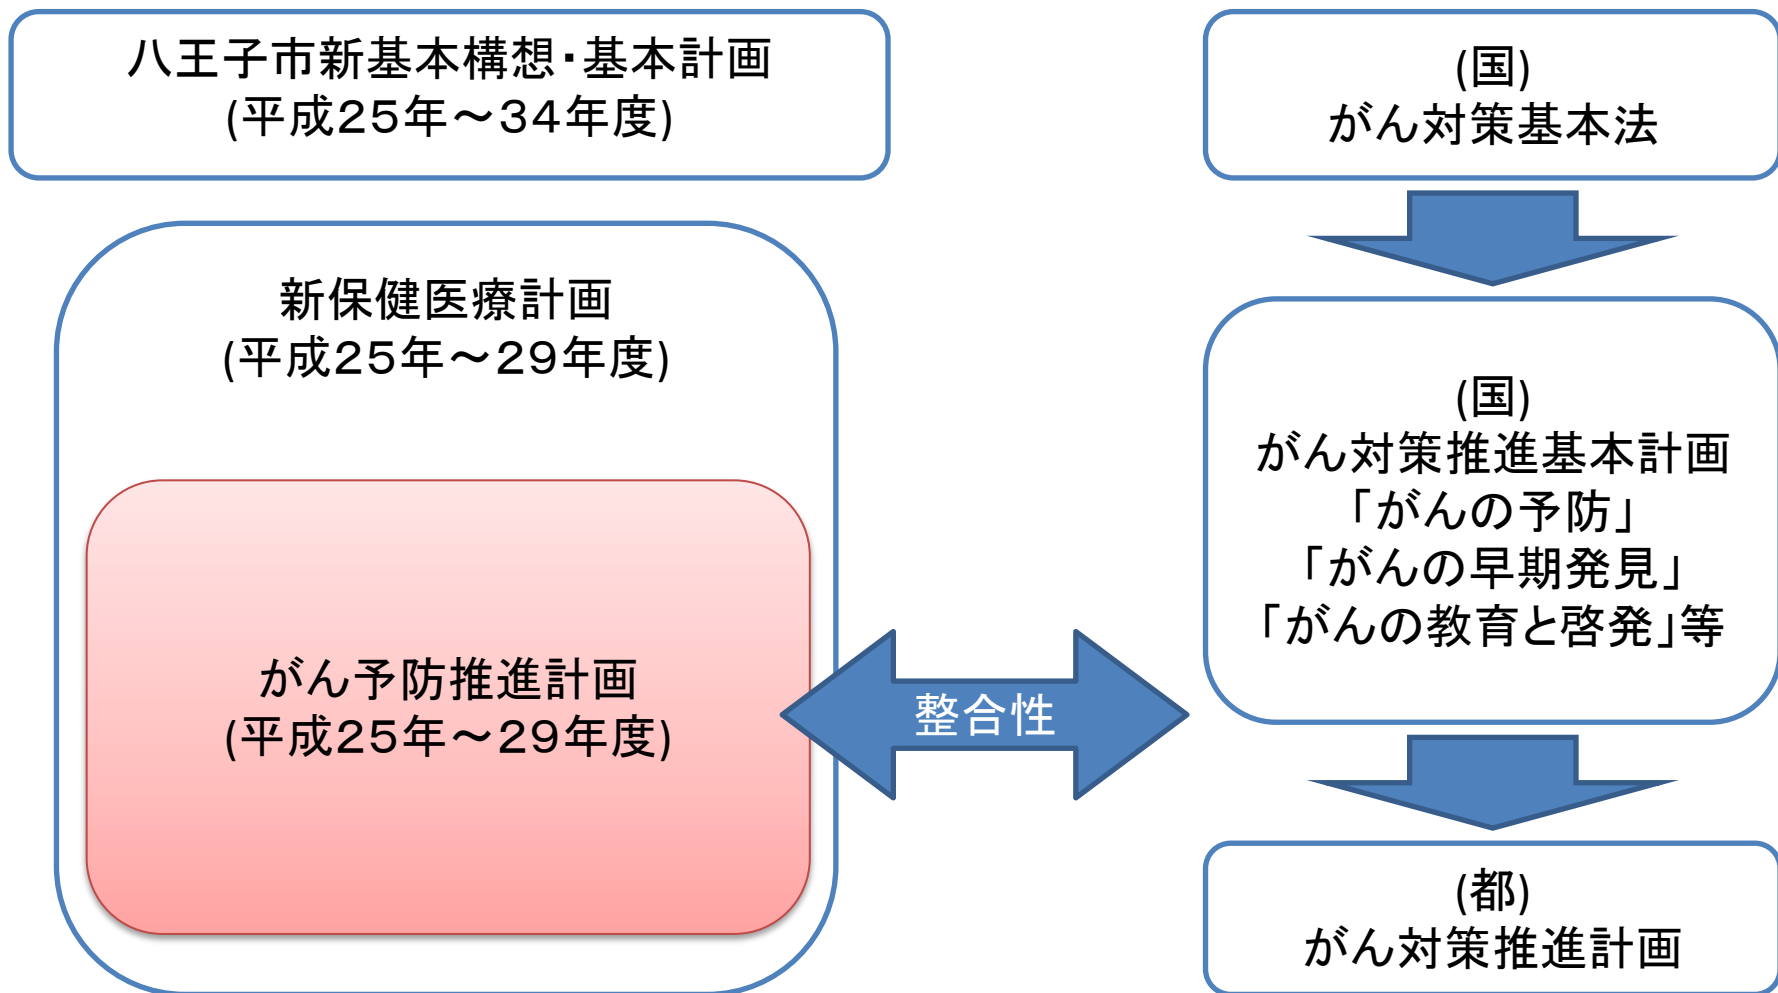 八王子市新基本構想・基本計画
(平成25年～34年度)
新保健医療計画
(平成25年～29年度)
がん予防推進計画
(平成25年～29年度)
整合性
(国)
がん対策基本法
(国)
がん対策推進基本計画
「がんの予防」
「がんの早期発見」
「がんの教育と啓発」等
(都)
がん対策推進計画